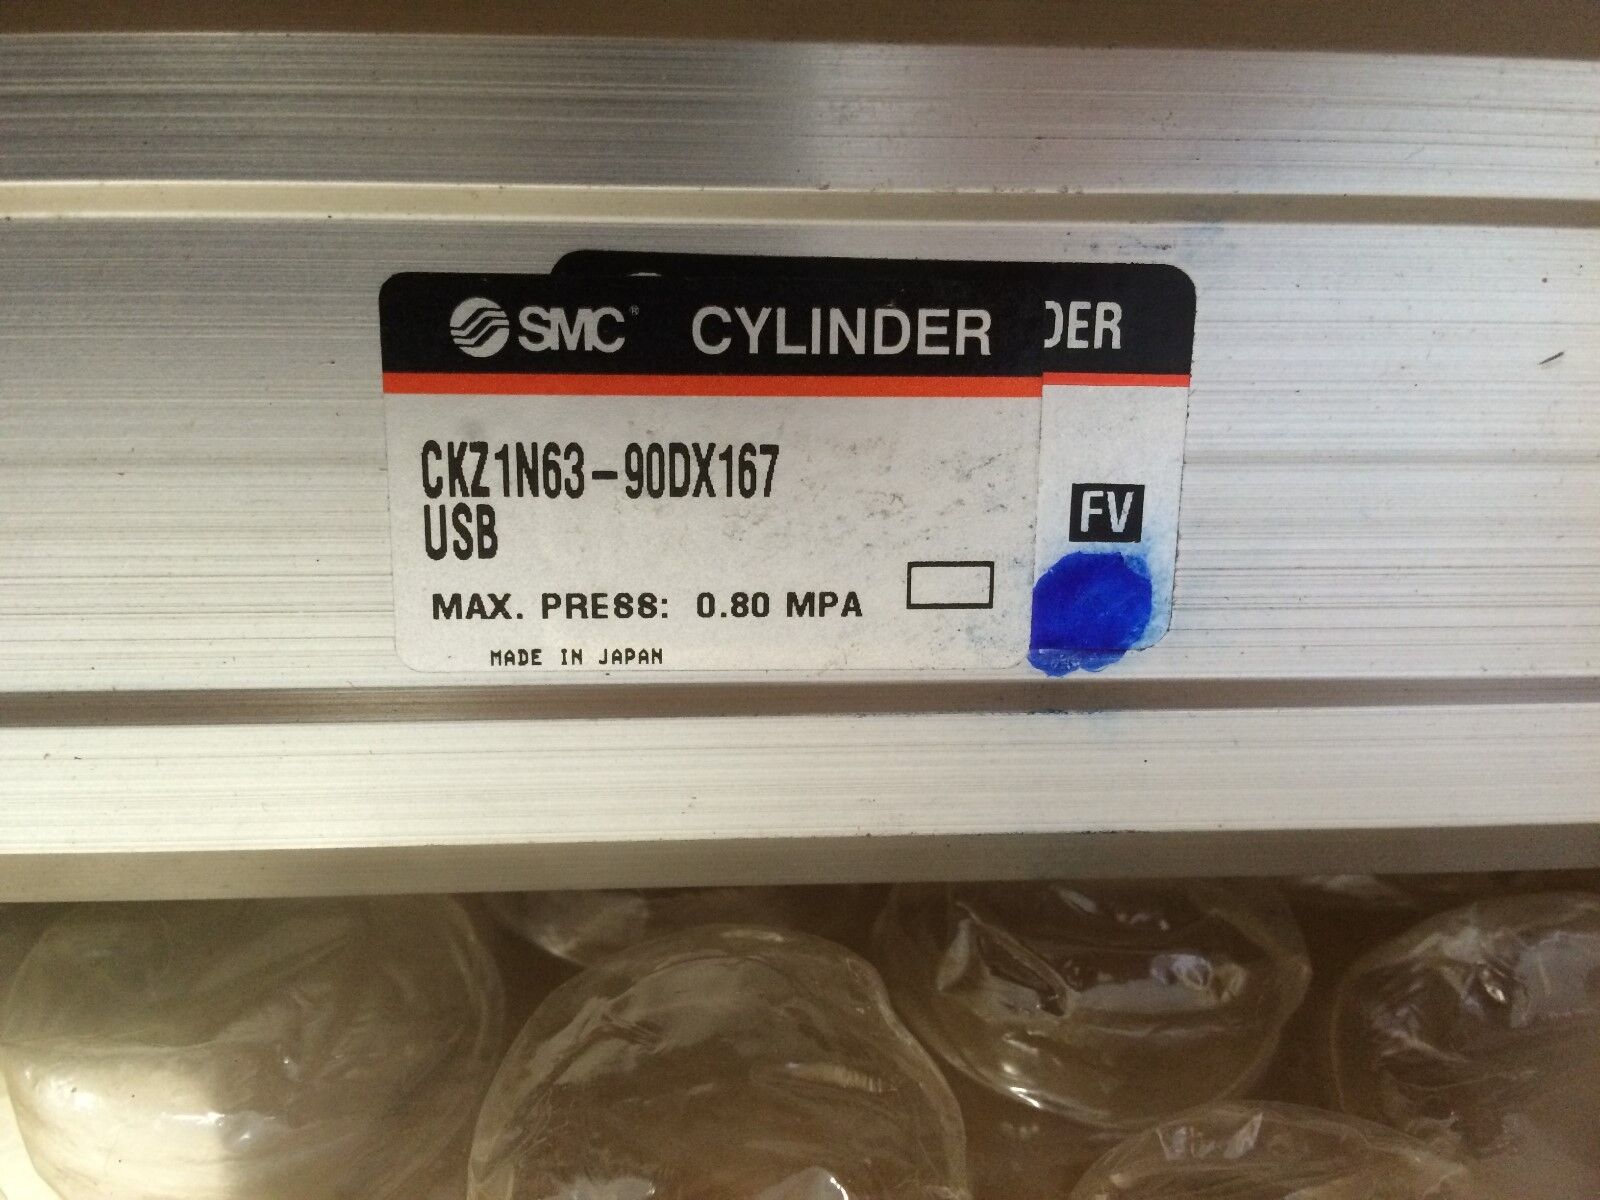 SMC® CYLINDER
DER
CKZ1N63-90DX167
USB
FV
MAX. PRESS: 0.80 MPA
MADE IN JAPAN